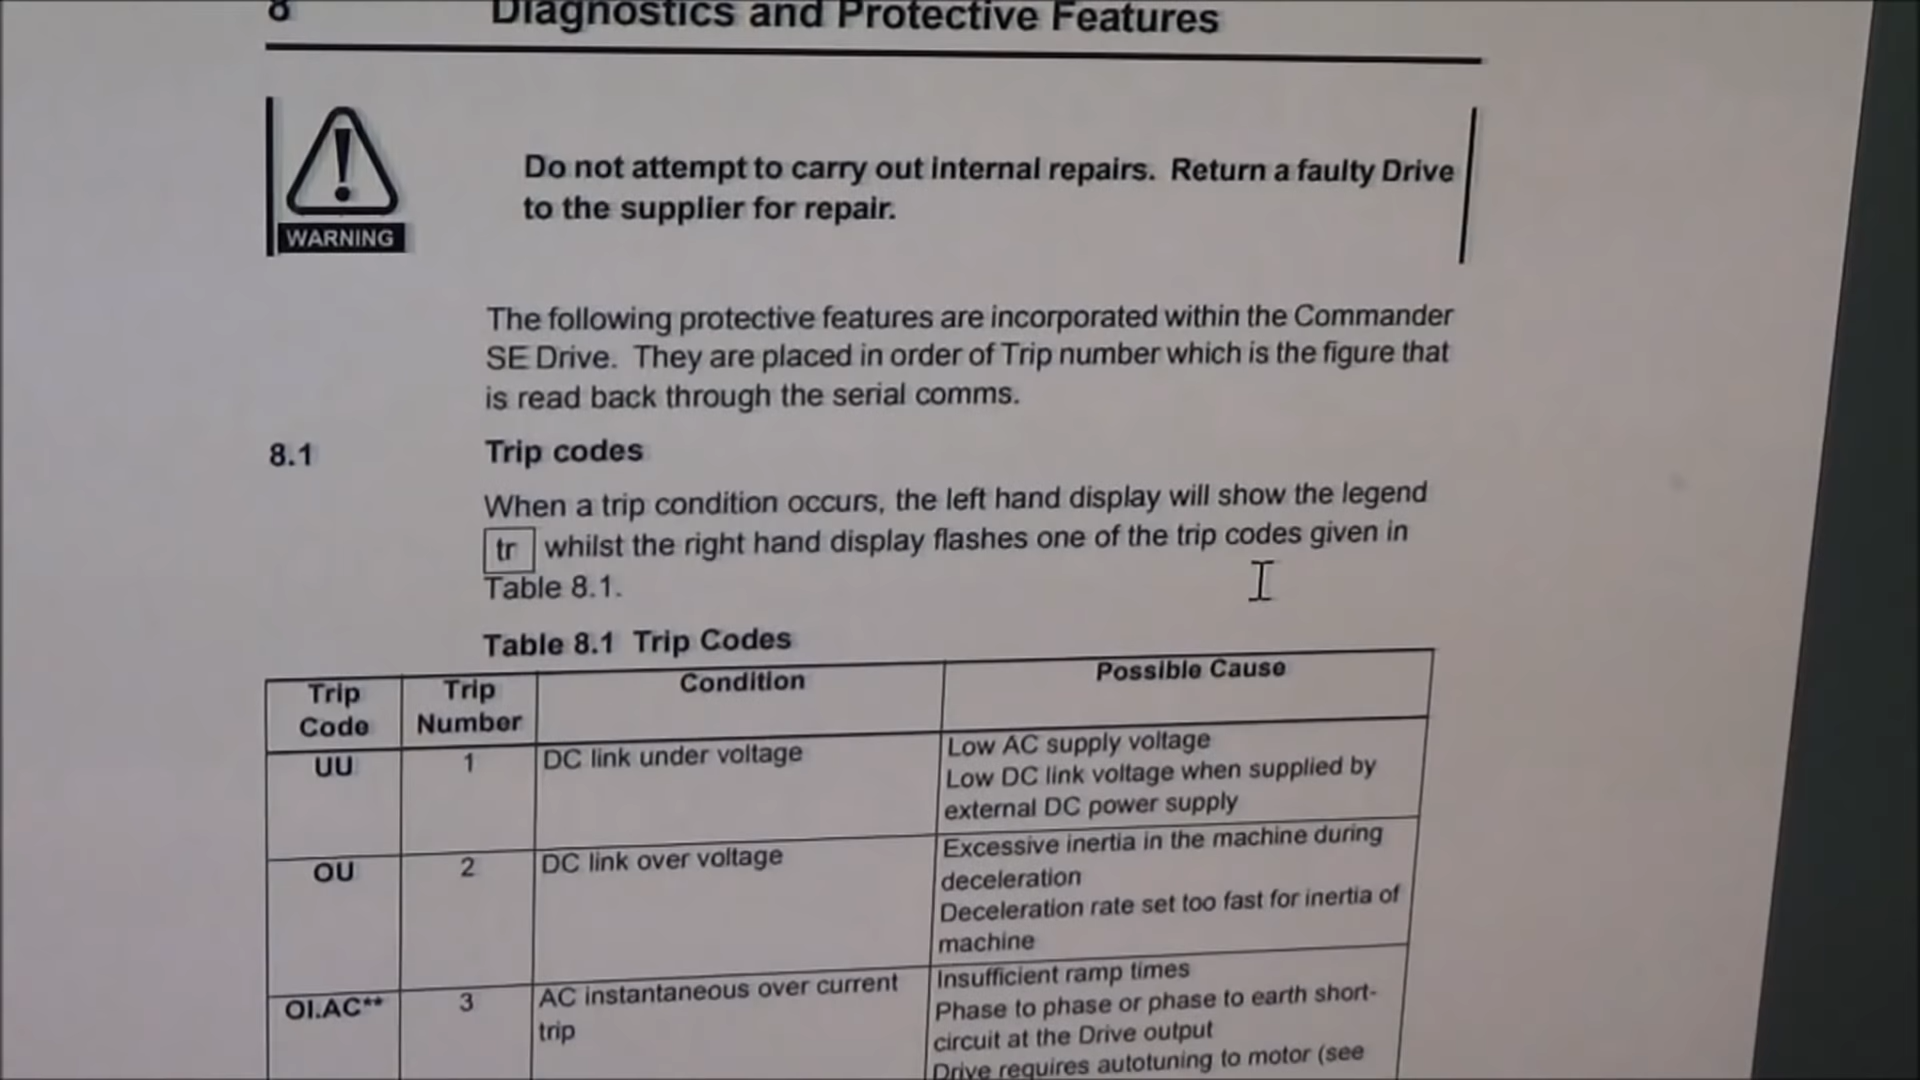 8 Diagnostics and Protective Features
Do not attempt to carry out internal repairs. Return a faulty Drive
to the supplier for repair.
WARNING
The following protective features are incorporated within the Commander
SE Drive. They are placed in order of Trip number which is the figure that
is read back through the serial comms.
8.1 Trip codes
When a trip condition occurs, the left hand display will show the legend
tr whilst the right hand display flashes one of the trip codes given in
Table 8.1.
Table 8.1 Trip Codes
Trip Code
Trip Number
Condition
Possible Cause
UU
1
DC link under voltage
Low AC supply voltage
Low DC link voltage when supplied by
external DC power supply
OU
2
DC link over voltage
Excessive inertia in the machine during
deceleration
Deceleration rate set too fast for inertia of
machine
OI.AC**
3
AC instantaneous over current
trip
Insufficient ramp times
Phase to phase or phase to earth short-
circuit at the Drive output
Drive requires autotuning to motor (see